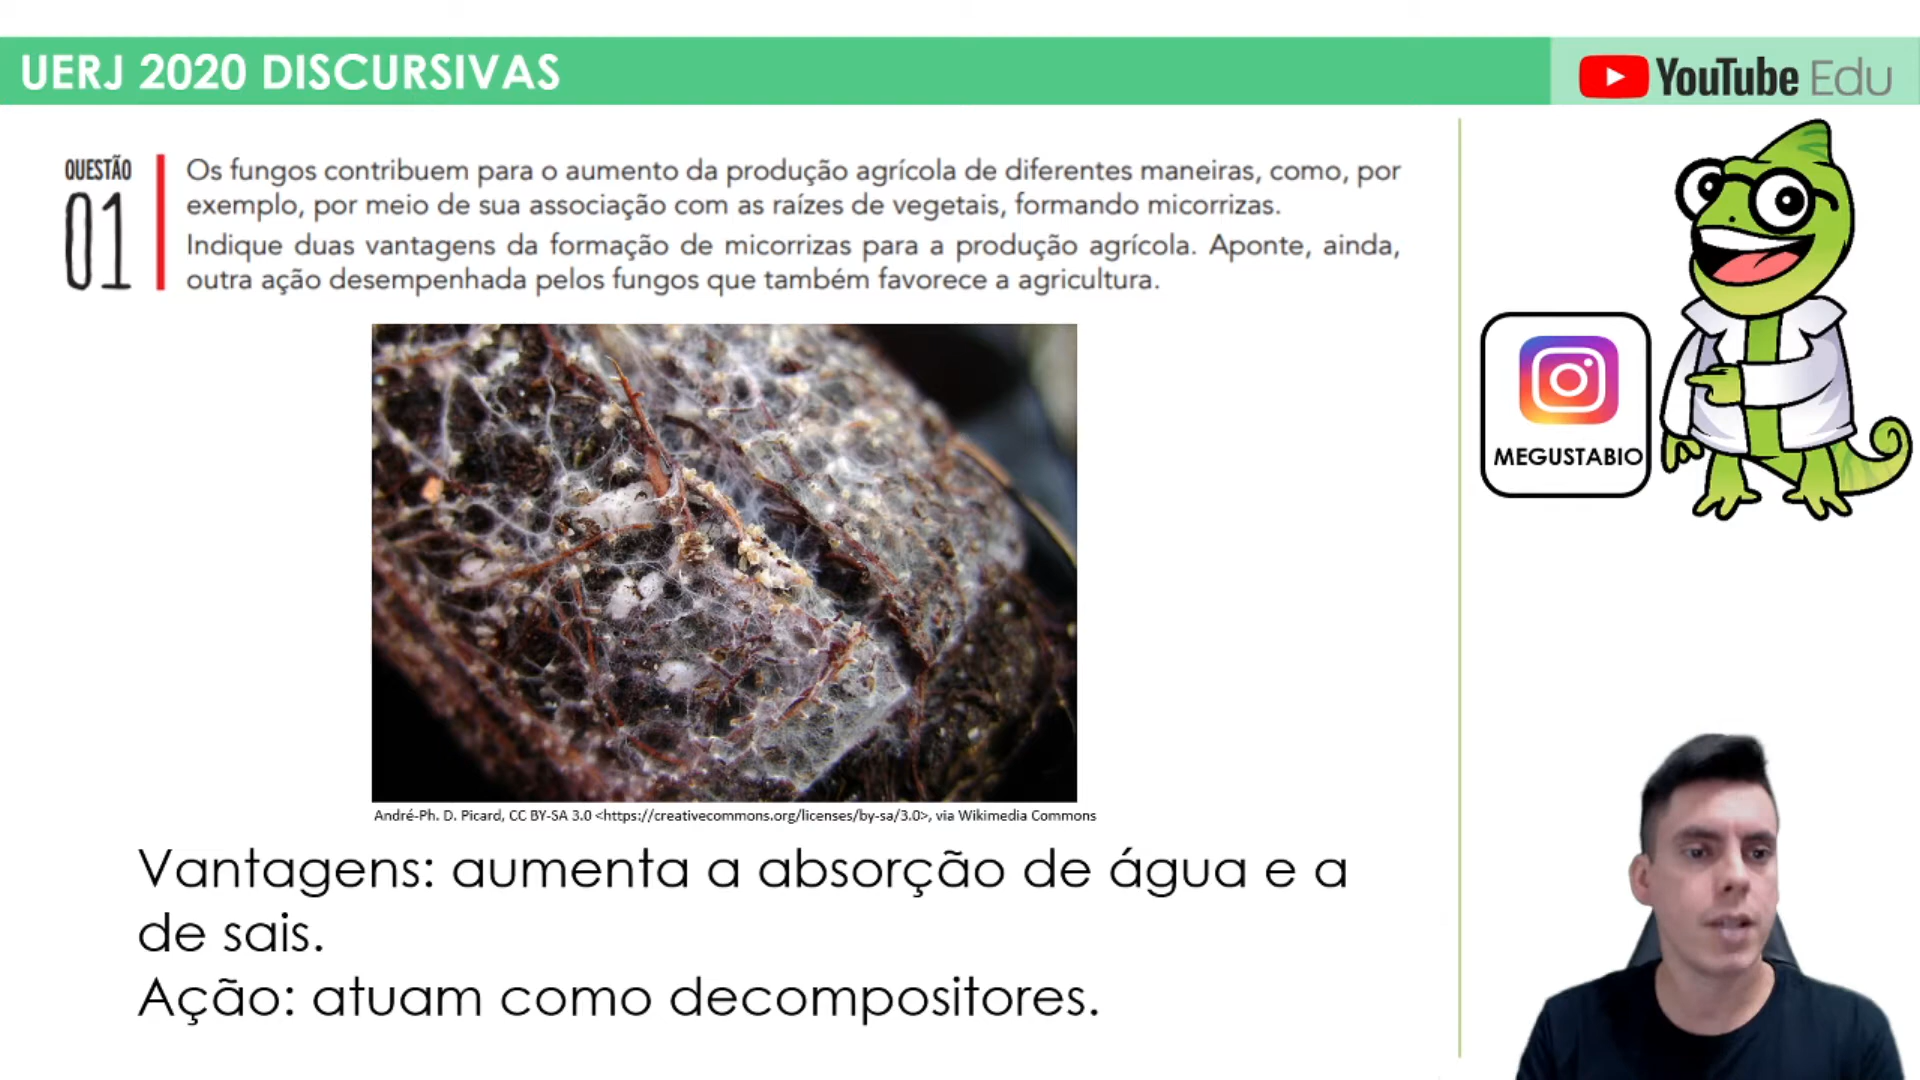 UERJ 2020 DISCURSIVAS
YouTube Edu
QUESTÃO
01
Os fungos contribuem para o aumento da produção agrícola de diferentes maneiras, como, por
exemplo, por meio de sua associação com as raízes de vegetais, formando micorrizas.
Indique duas vantagens da formação de micorrizas para a produção agrícola. Aponte, ainda,
outra ação desempenhada pelos fungos que também favorece a agricultura.
MEGUSTABIO
André-Ph. D. Picard, CC BY-SA 3.0 <https://creativecommons.org/licenses/by-sa/3.0>, via Wikimedia Commons
Vantagens: aumenta a absorção de água e a
de sais.
Ação: atuam como decompositores.